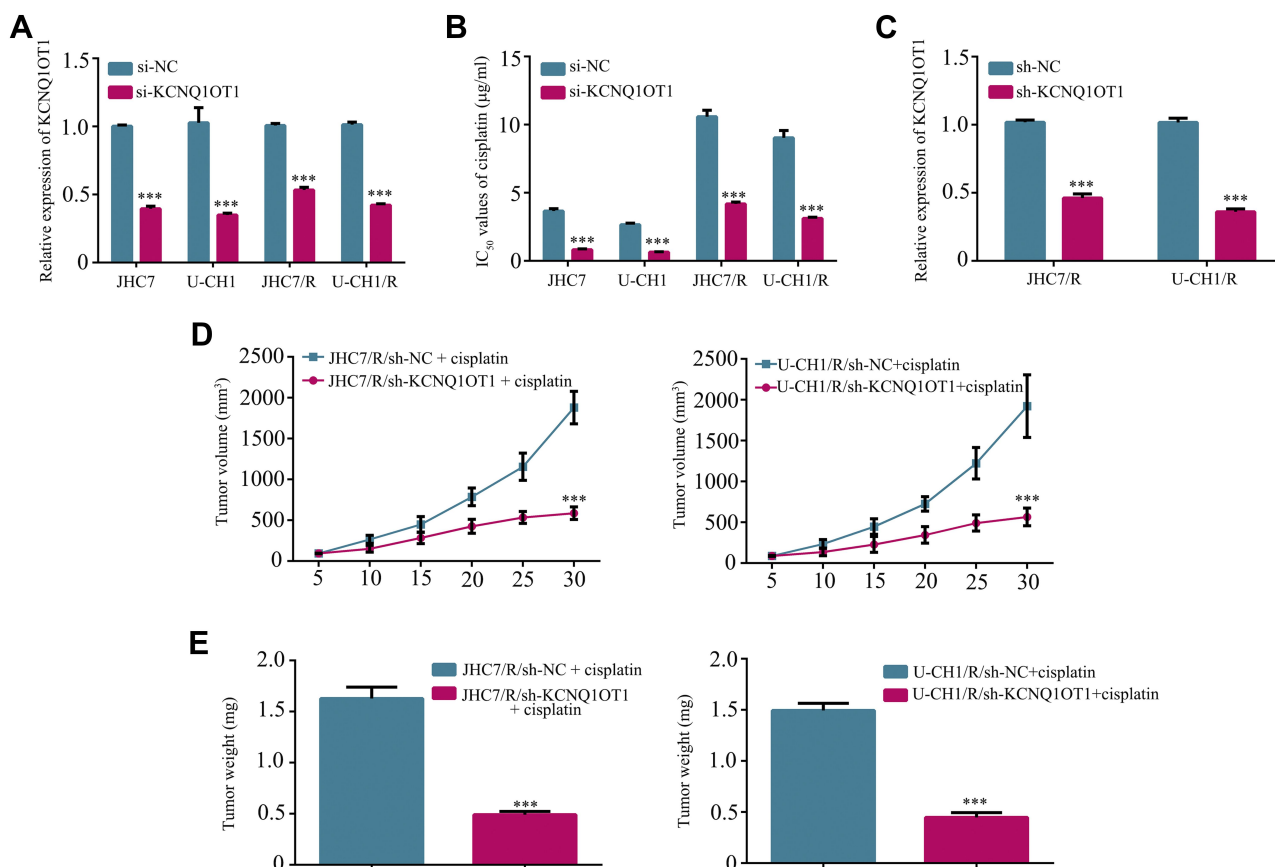 A
Relative expression of KCNQ1OT1
1.5
1.0
0.5
0
si-NC
si-KCNQ1OT1
***
***
***
***
JHC7
U-CH1
JHC7/R
U-CH1/R
B
IC50 values of cisplatin (μg/ml)
15
10
5
0
si-NC
si-KCNQ1OT1
***
***
***
***
JHC7
U-CH1
JHC7/R
U-CH1/R
C
Relative expression of KCNQ1OT1
1.5
1.0
0.5
0
sh-NC
sh-KCNQ1OT1
***
***
JHC7/R
U-CH1/R
D
Tumor volume (mm³)
2500
2000
1500
1000
500
0
JHC7/R/sh-NC + cisplatin
JHC7/R/sh-KCNQ1OT1 + cisplatin
***
5
10
15
20
25
30
Tumor volume (mm³)
2500
2000
1500
1000
500
0
U-CH1/R/sh-NC+cisplatin
U-CH1/R/sh-KCNQ1OT1+cisplatin
***
5
10
15
20
25
30
E
Tumor weight (mg)
2.0
1.5
1.0
0.5
0
JHC7/R/sh-NC + cisplatin
JHC7/R/sh-KCNQ1OT1
+ cisplatin
***
Tumor weight (mg)
2.0
1.5
1.0
0.5
0
U-CH1/R/sh-NC+cisplatin
U-CH1/R/sh-KCNQ1OT1+cisplatin
***